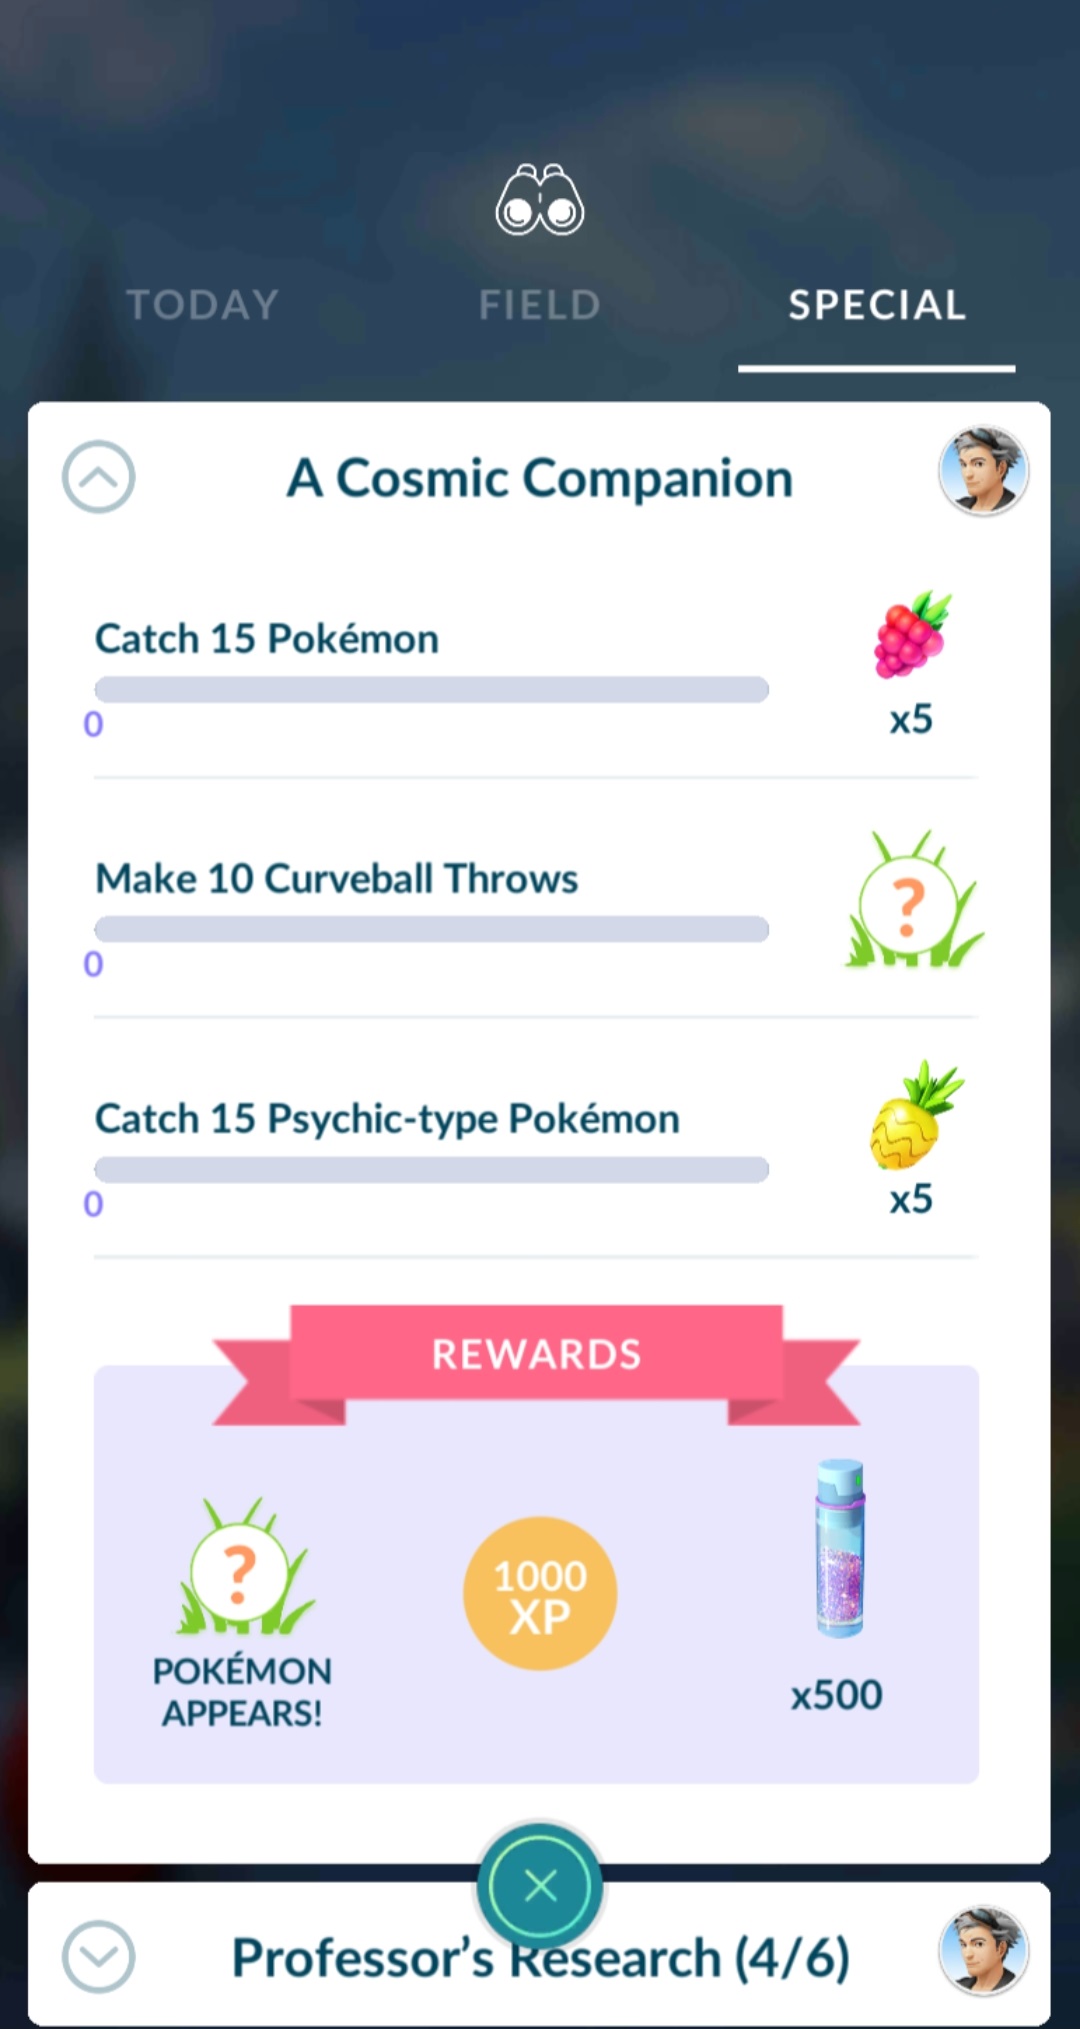 TODAY
FIELD
SPECIAL
A Cosmic Companion
Catch 15 Pokémon
0
x5
Make 10 Curveball Throws
?
0
Catch 15 Psychic-type Pokémon
0
x5
REWARDS
?
POKÉMON
APPEARS!
1000
XP
x500
Professor's Research (4/6)